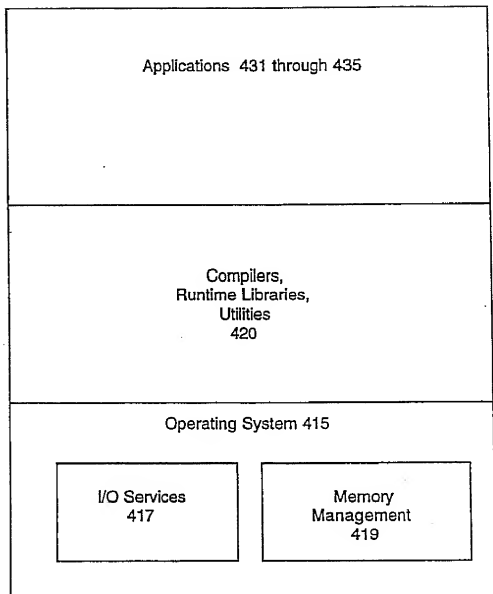 Applications 431 through 435
Compilers,
Runtime Libraries,
Utilities
420
Operating System 415
I/O Services
417
Memory
Management
419